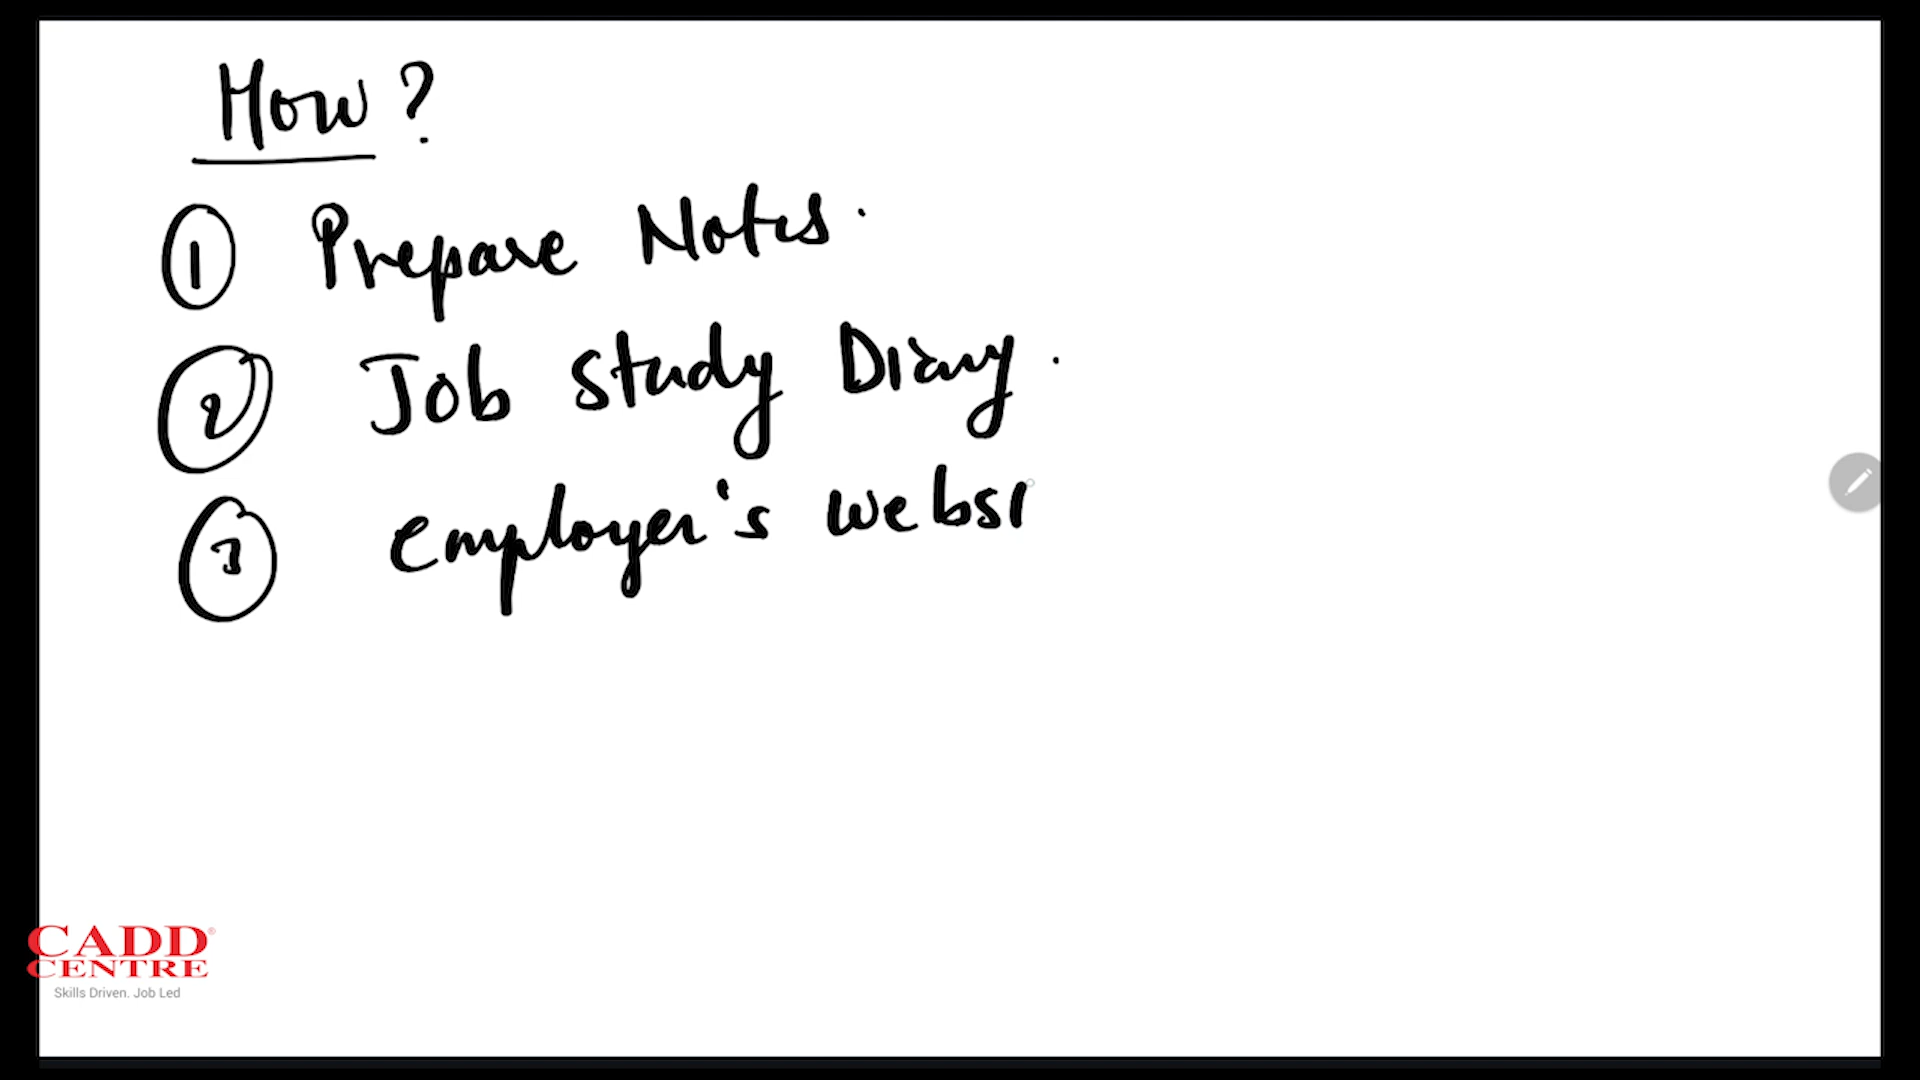 How?
1 Prepare Notes.
2 Job Study Diary.
3 employer's websi
CADD®
CENTRE
Skills Driven. Job Led